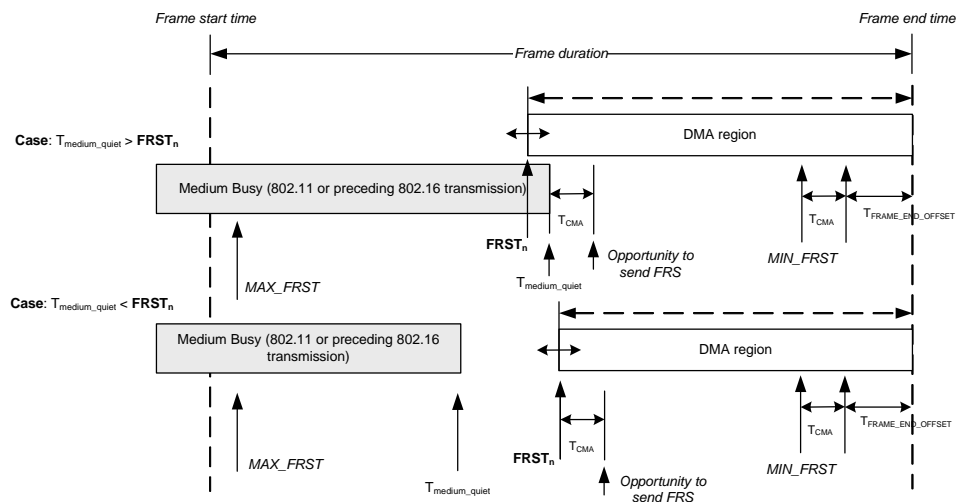 Frame start time
Frame end time
Frame duration
Case: Tmedium_quiet > FRSTn
DMA region
Medium Busy (802.11 or preceding 802.16 transmission)
TCMA
TCMA
TFRAME_END_OFFSET
FRSTn
Opportunity to
send FRS
MIN_FRST
Tmedium_quiet
MAX_FRST
Case: Tmedium_quiet < FRSTn
Medium Busy (802.11 or preceding 802.16
transmission)
DMA region
TCMA
TCMA
TFRAME_END_OFFSET
MAX_FRST
FRSTn
MIN_FRST
Tmedium_quiet
Opportunity to
send FRS